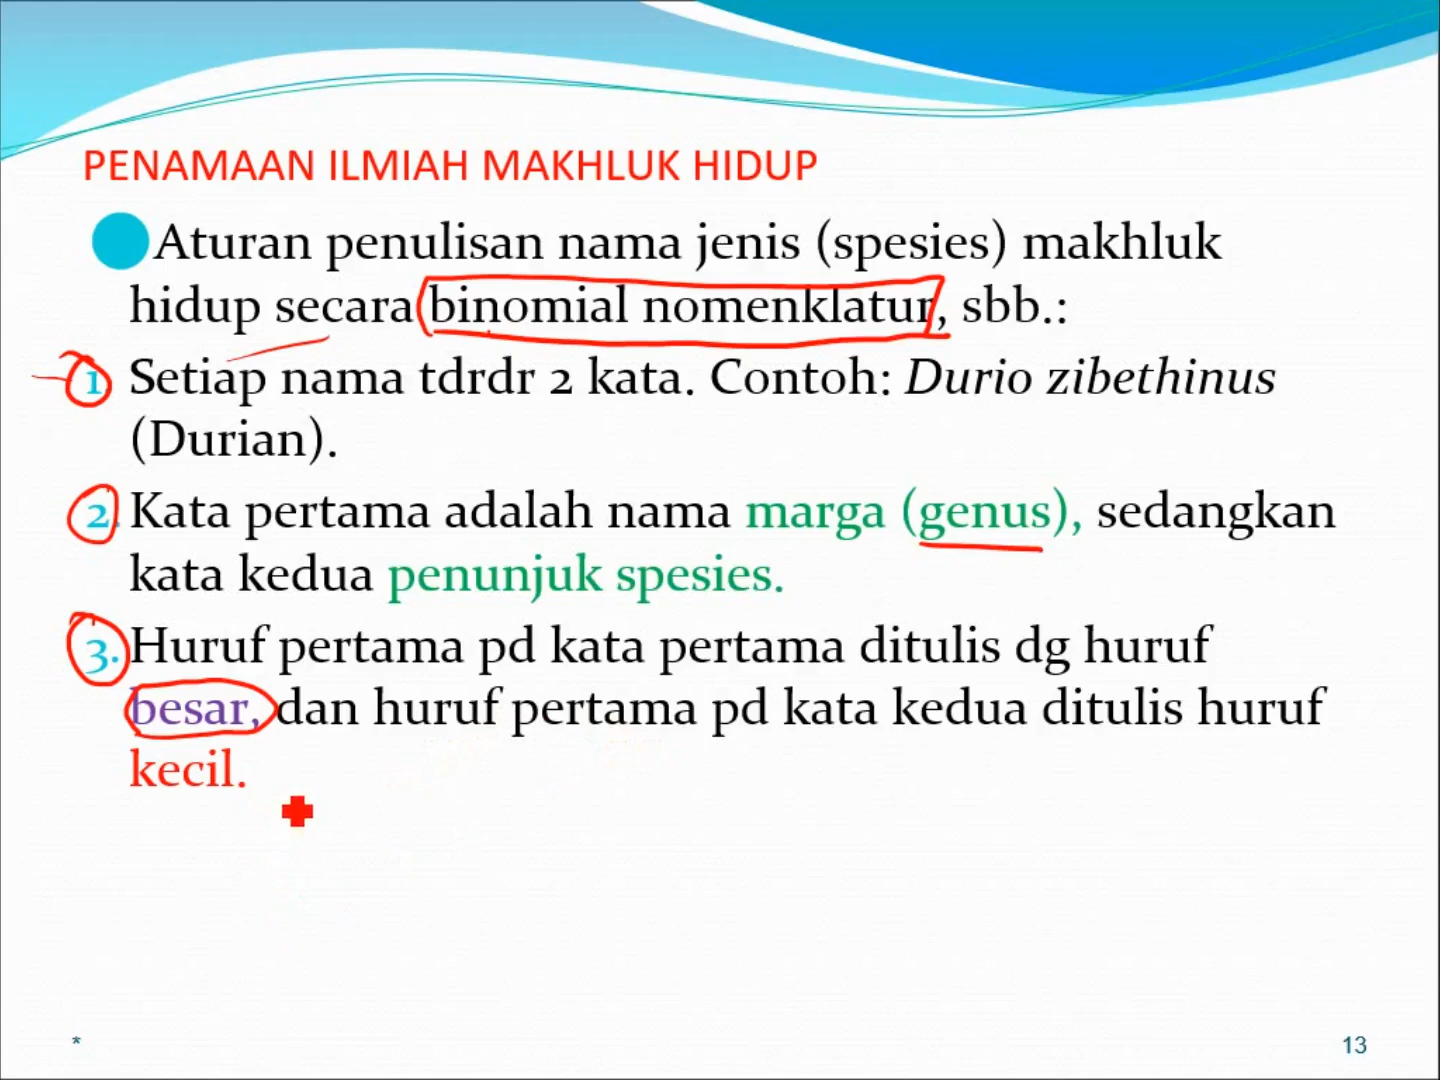 PENAMAAN ILMIAH MAKHLUK HIDUP
Aturan penulisan nama jenis (spesies) makhluk
hidup secara binomial nomenklatur, sbb.:
1. Setiap nama tdrdr 2 kata. Contoh: Durio zibethinus
(Durian).
2. Kata pertama adalah nama marga (genus), sedangkan
kata kedua penunjuk spesies.
3. Huruf pertama pd kata pertama ditulis dg huruf
besar, dan huruf pertama pd kata kedua ditulis huruf
kecil.
* 13